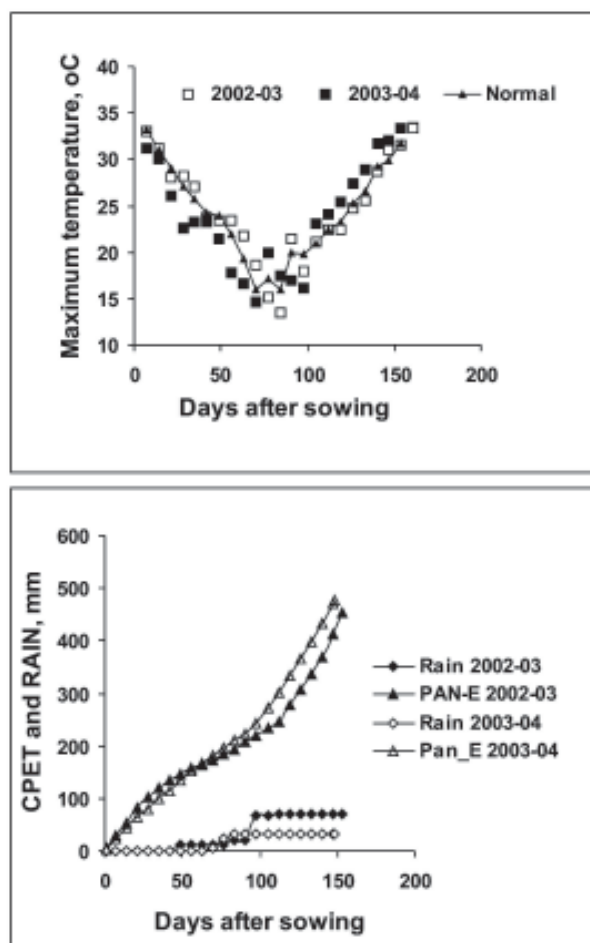 40
35
30
25
20
15
10
Maximum temperature, oC
2002-03 2003-04 Normal
0 50 100 150 200
Days after sowing
600
500
400
300
200
100
0
CPET and RAIN, mm
Rain 2002-03
PAN-E 2002-03
Rain 2003-04
Pan_E 2003-04
0 50 100 150 200
Days after sowing